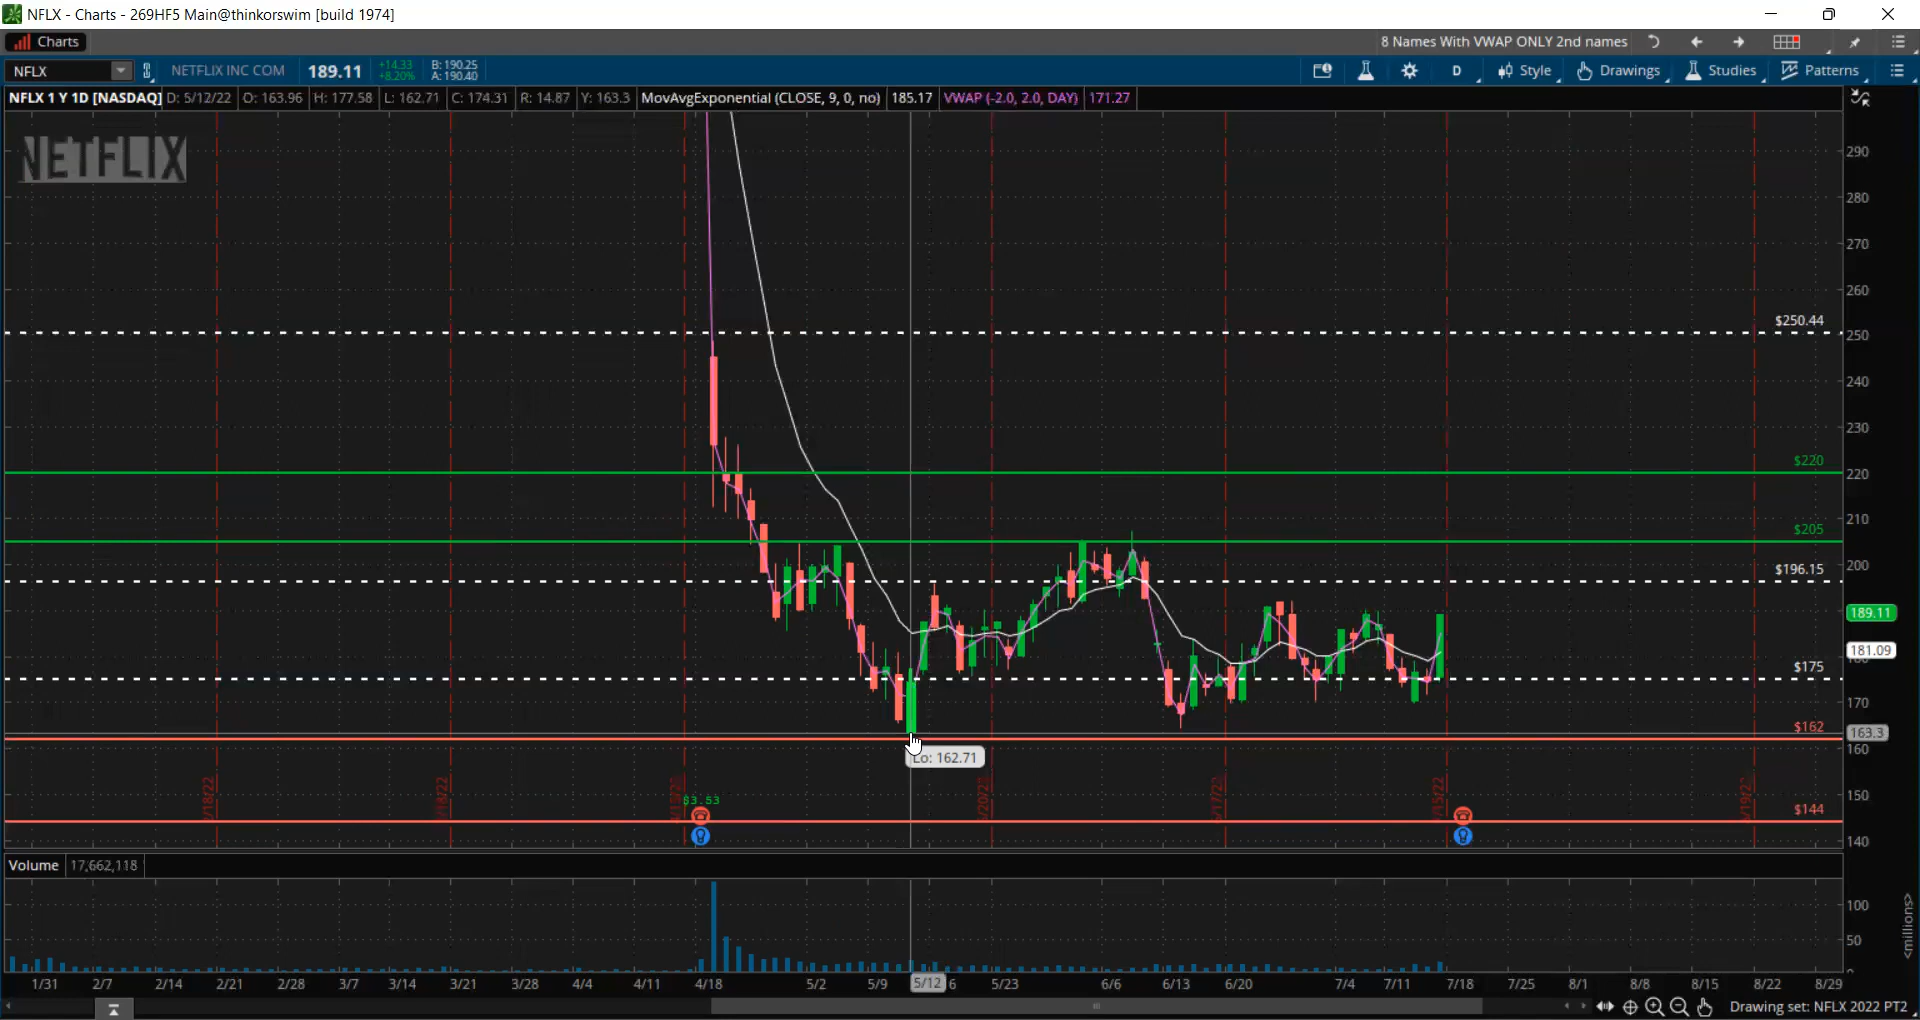 NFLX - Charts - 269HF5 Main@thinkorswim [build 1974]
Charts
8 Names With VWAP ONLY 2nd names
NFLX NETFLIX INC COM 189.11 +14.33 +8.20% B: 190.25 A: 190.40 D Style Drawings Studies Patterns
NFLX 1 Y 1D [NASDAQ] D: 5/12/22 O: 163.96 H: 177.58 L: 162.71 C: 174.31 R: 14.87 Y: 163.3 MovAvgExponential (CLOSE, 9, 0, no) 185.17 VWAP (-2.0, 2.0, DAY) 171.27
NETFLIX
290
280
270
260
$250.44
250
240
230
$220
220
210
$205
200
$196.15
189.11
181.09
$175
170
$162
163.3
160
Lo: 162.71
150
$3.53
$144
140
Volume 17,662,118
100
50
<millions>
1/31 2/7 2/14 2/21 2/28 3/7 3/14 3/21 3/28 4/4 4/11 4/18 5/2 5/9 5/12 6 5/23 6/6 6/13 6/20 7/4 7/11 7/18 7/25 8/1 8/8 8/15 8/22 8/29
Drawing set: NFLX 2022 PT2